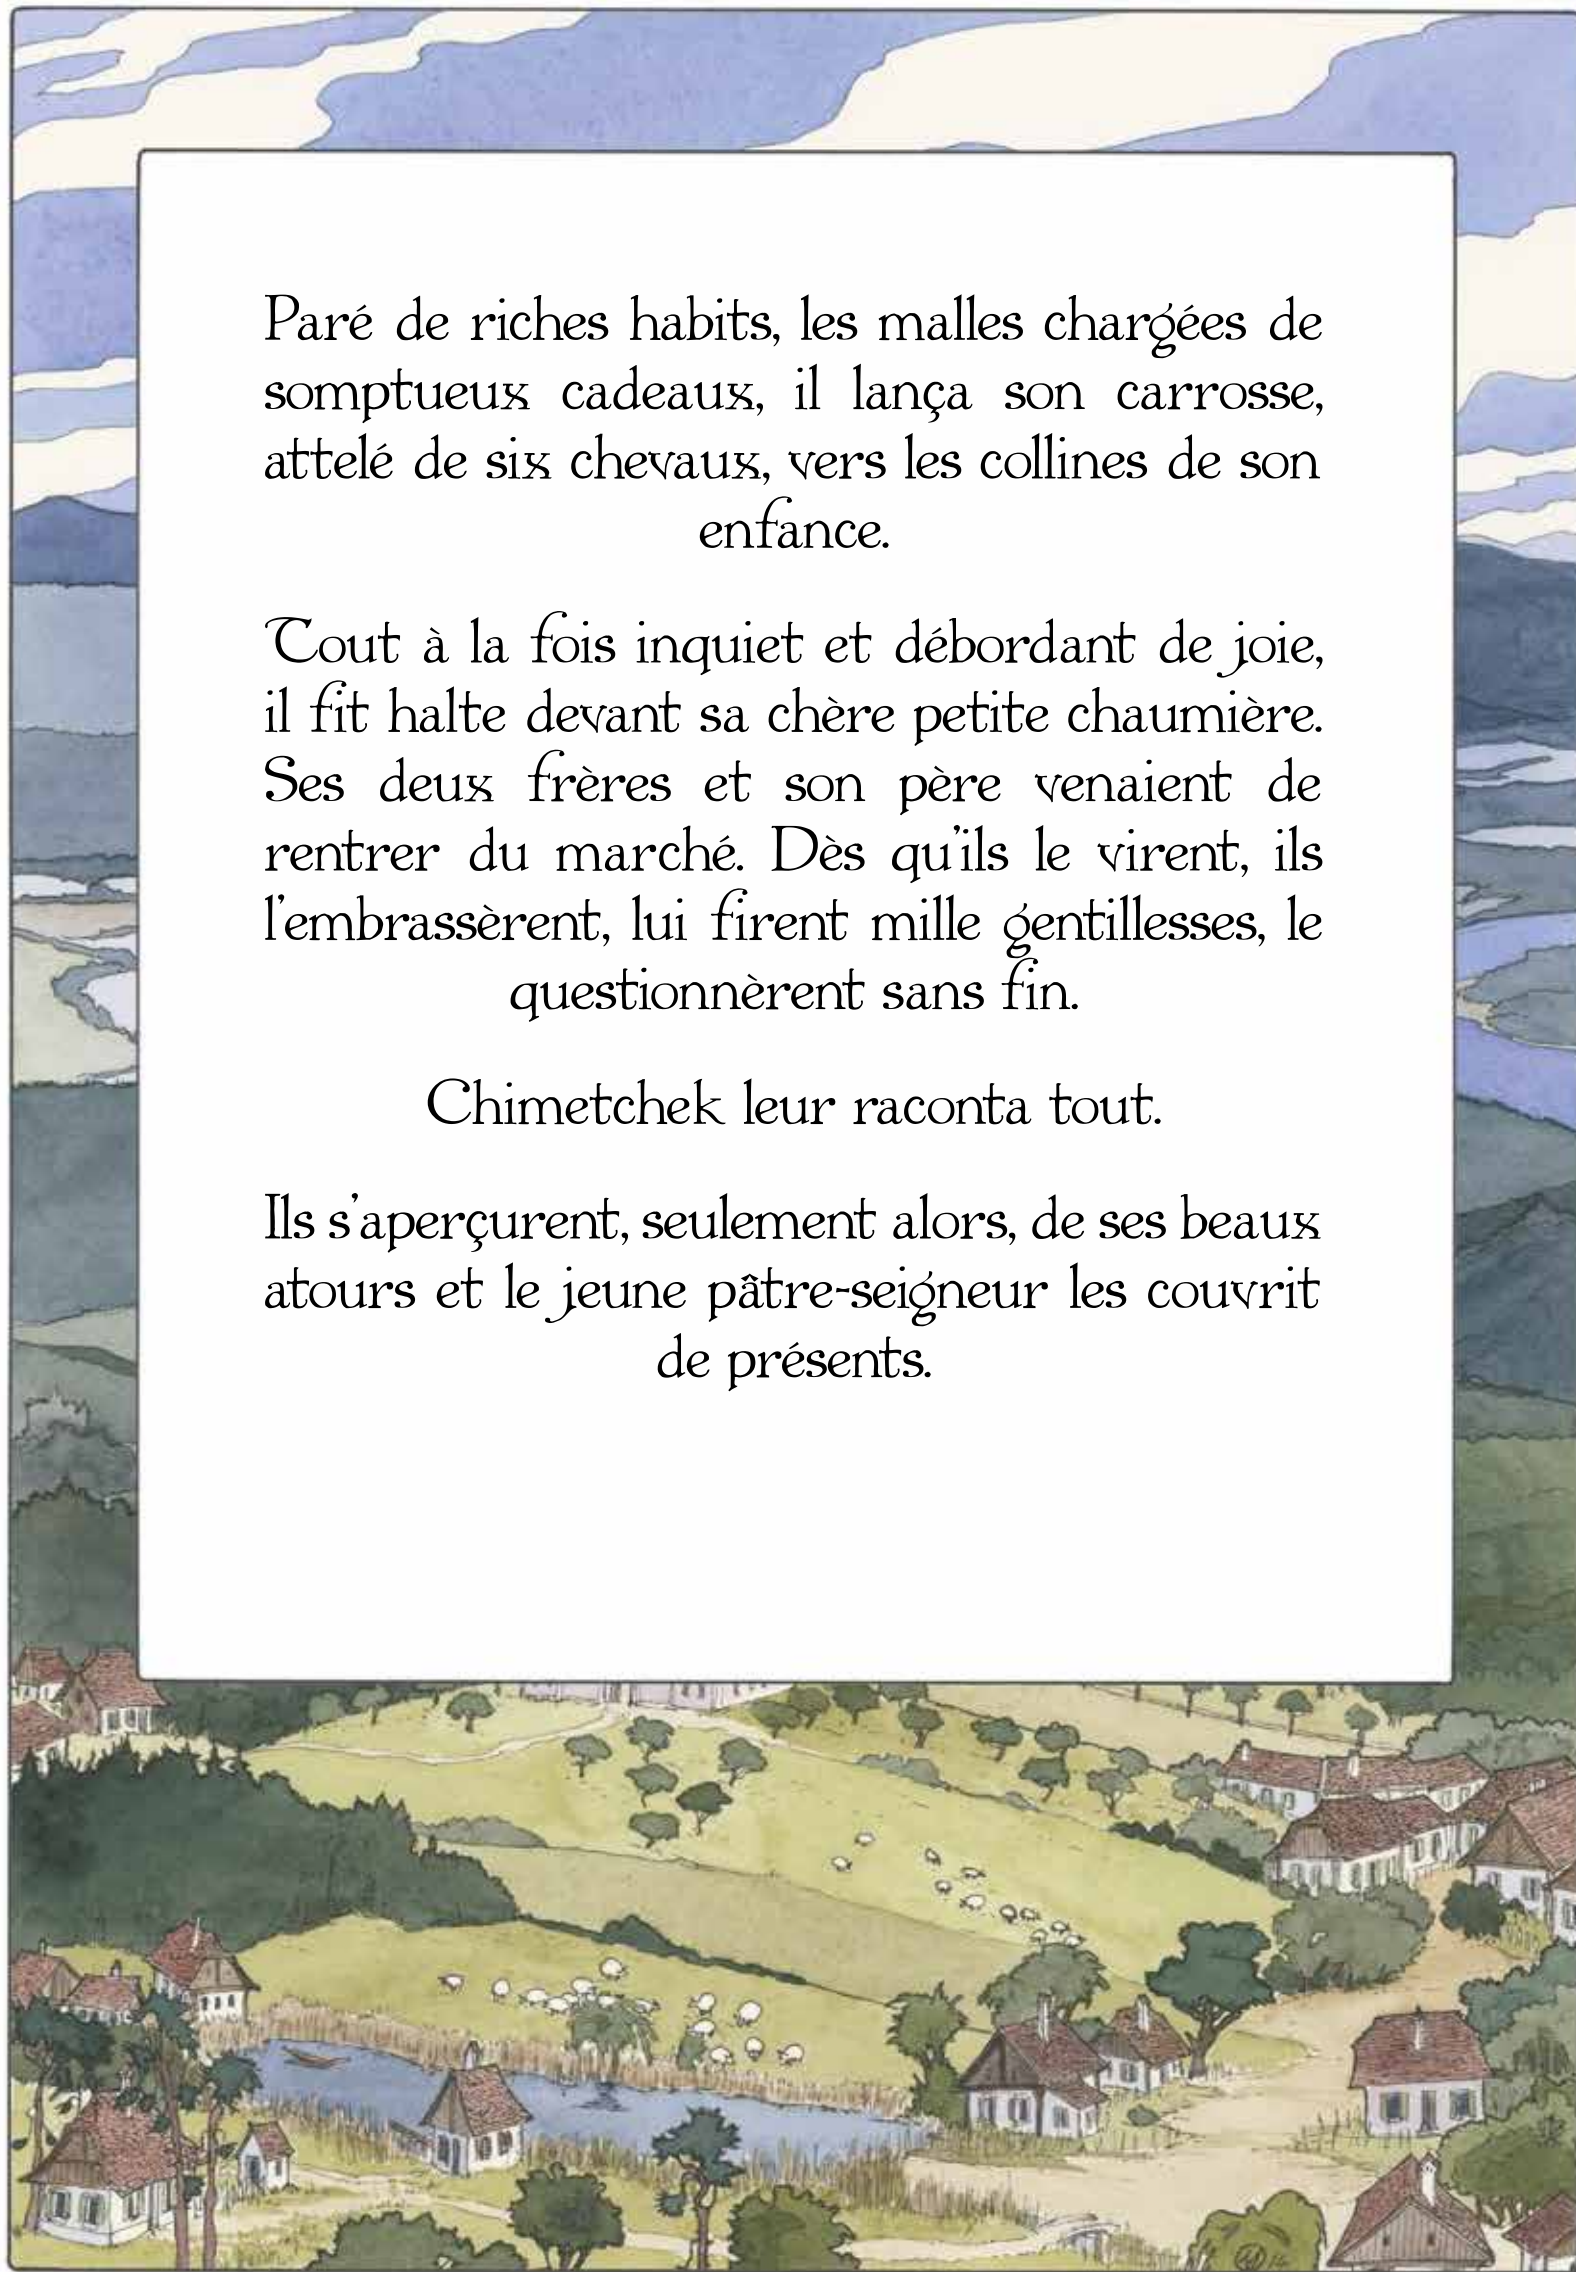 Paré de riches habits, les malles chargées de
somptueux cadeaux, il lança son carrosse,
attelé de six chevaux, vers les collines de son
enfance.
Tout à la fois inquiet et débordant de joie,
il fit halte devant sa chère petite chaumière.
Ses deux frères et son père venaient de
rentrer du marché. Dès qu'ils le virent, ils
l'embrassèrent, lui firent mille gentillesses, le
questionnèrent sans fin.
Chimetchek leur raconta tout.
Ils s'aperçurent, seulement alors, de ses beaux
atours et le jeune pâtre-seigneur les couvrit
de présents.